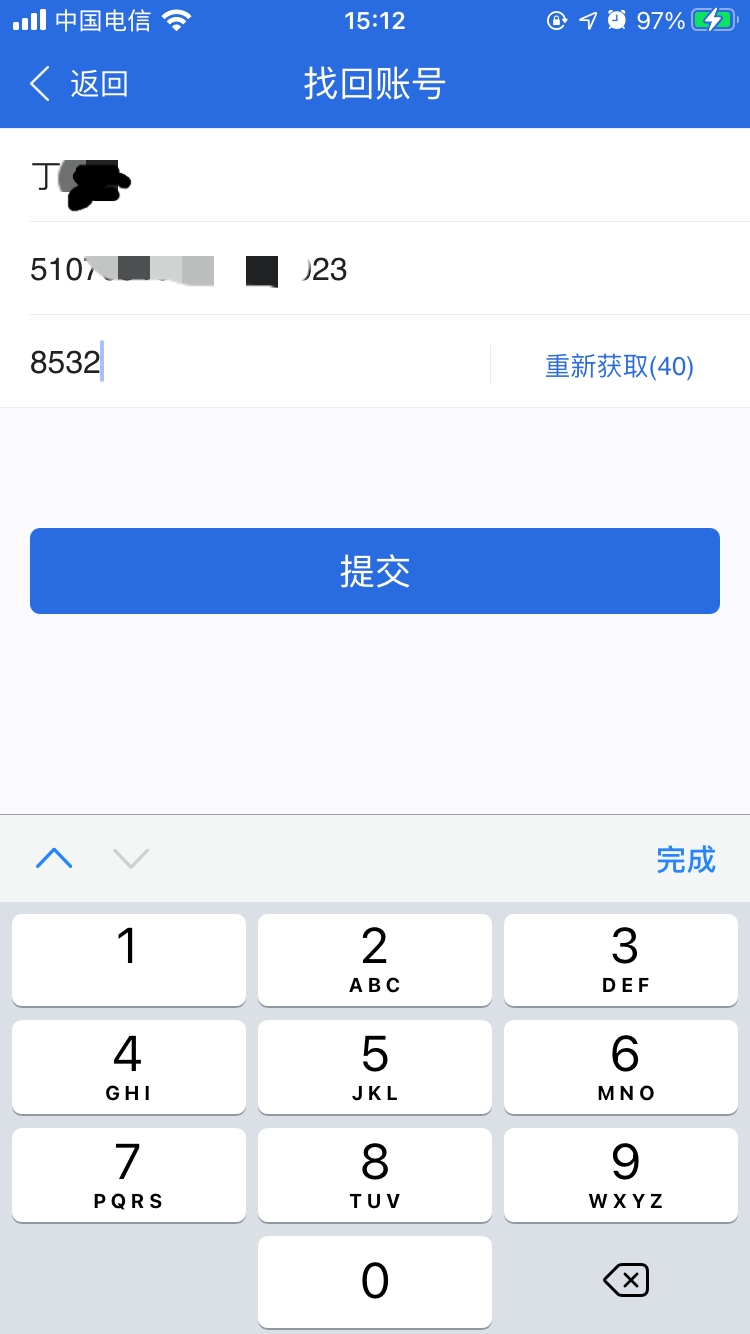 中国电信 15:12 97%
返回 找回账号
丁
5107 023
8532 重新获取(40)
提交
完成
1 2 3
ABC DEF
4 5 6
GHI JKL MNO
7 8 9
PQRS TUV WXYZ
0